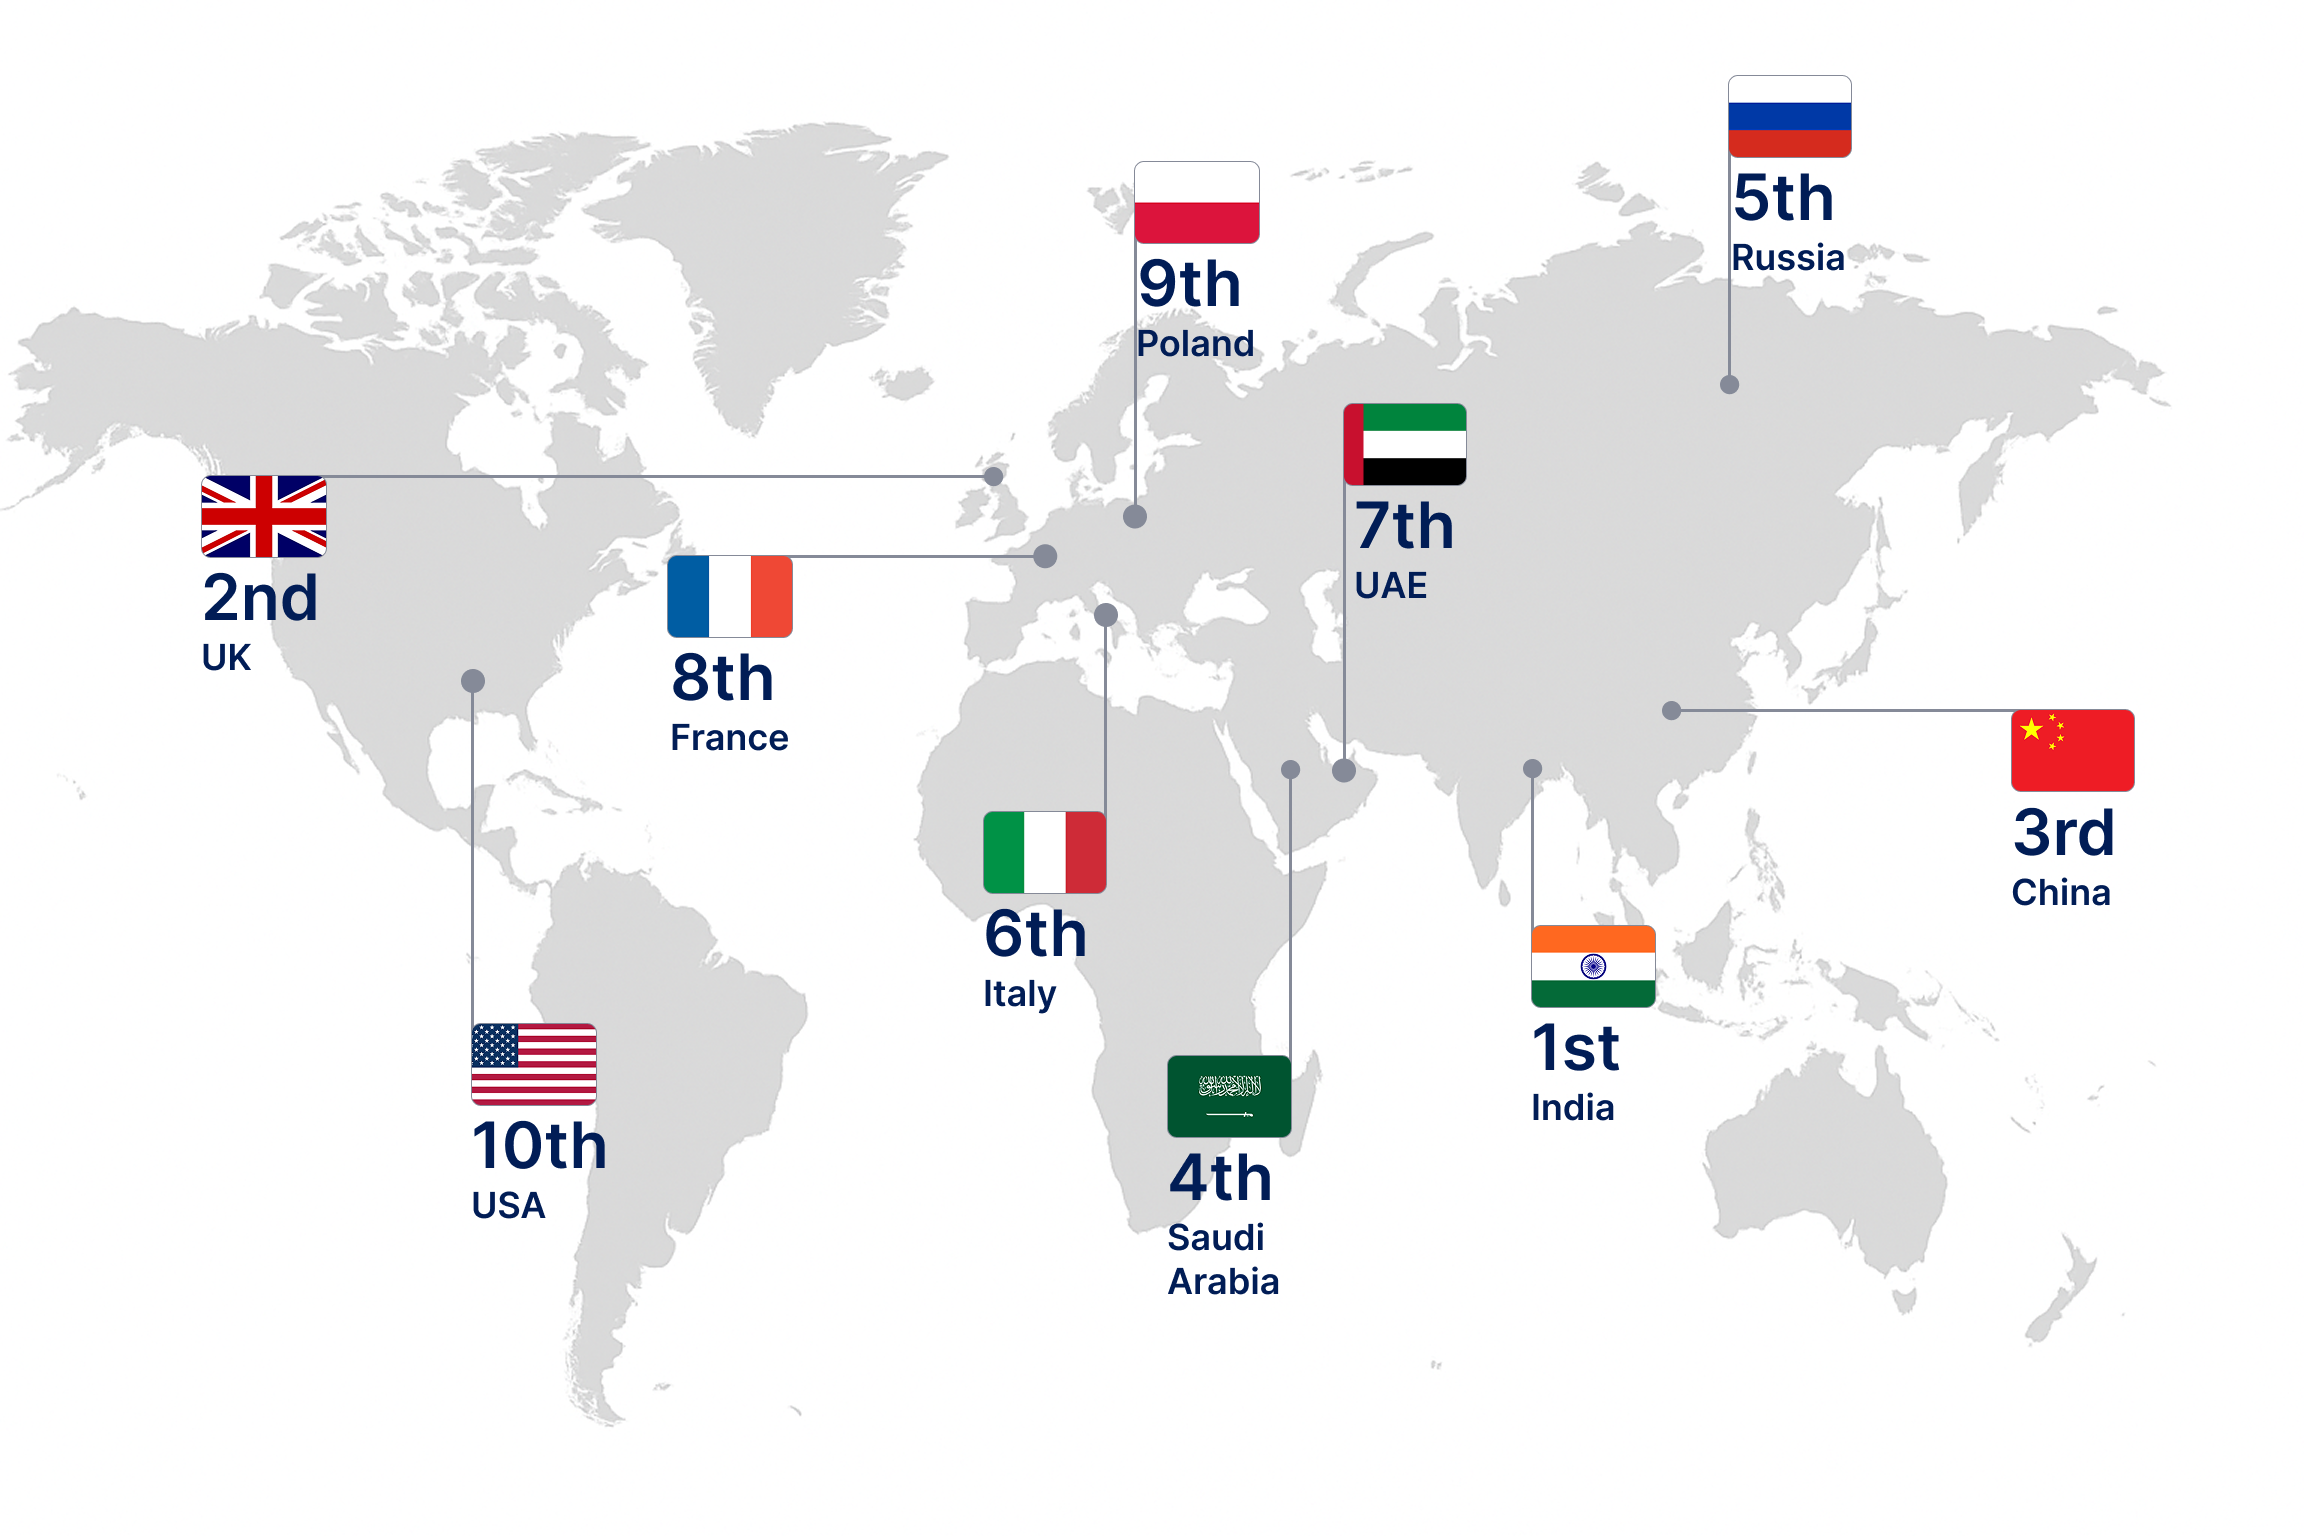 5th
Russia
9th
Poland
7th
UAE
2nd
UK
8th
France
3rd
China
6th
Italy
1st
India
10th
USA
4th
Saudi
Arabia